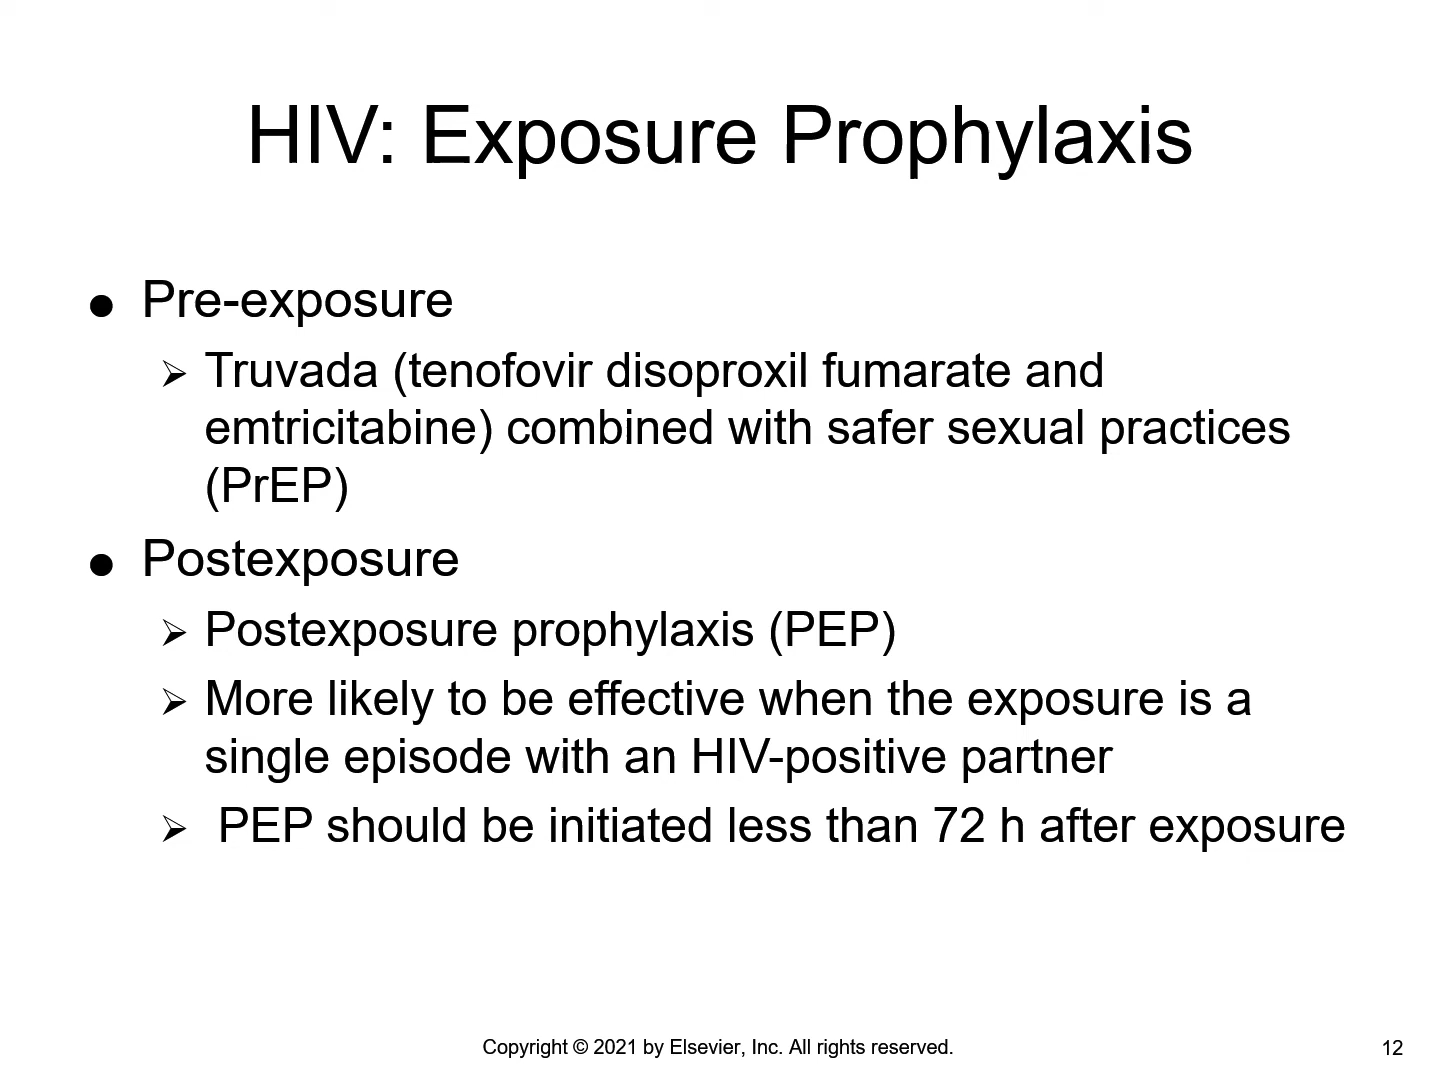 HIV: Exposure Prophylaxis
● Pre-exposure
➢ Truvada (tenofovir disoproxil fumarate and
emtricitabine) combined with safer sexual practices
(PrEP)
● Postexposure
➢ Postexposure prophylaxis (PEP)
➢ More likely to be effective when the exposure is a
single episode with an HIV-positive partner
➢ PEP should be initiated less than 72 h after exposure
Copyright © 2021 by Elsevier, Inc. All rights reserved.
12